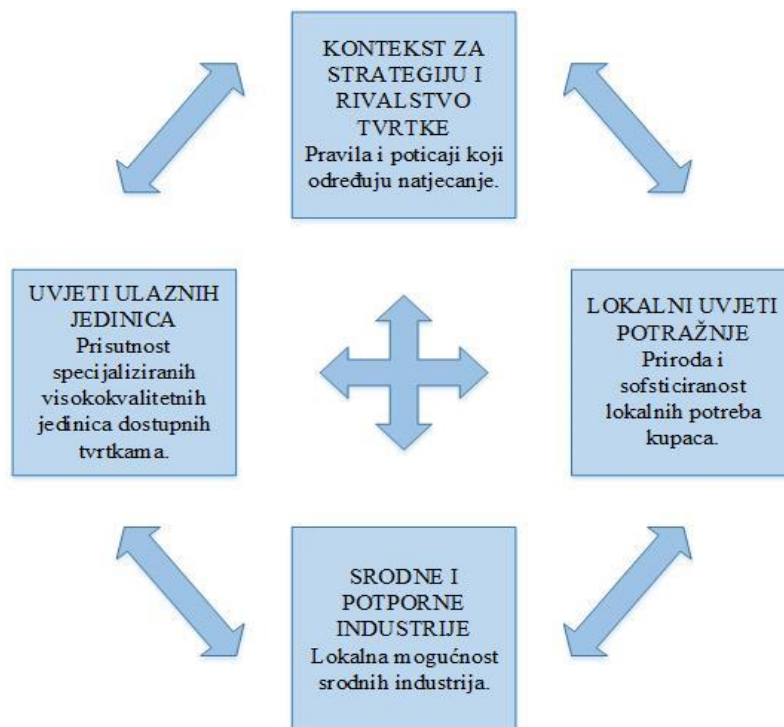 KONTEKST ZA
STRATEGIJU I
RIVALSTVO
TVRTKE
Pravila i poticaji koji
određuju natjecanje.
UVJETI ULAZNIH
JEDINICA
Prisutnost
specijaliziranih
visokokvalitetnih
jedinica dostupnih
tvrtkama.
LOKALNI UVJETI
POTRAŽNJE
Priroda i
sofsticiranost
lokalnih potreba
kupaca.
SRODNE I
POTPORNE
INDUSTRIJE
Lokalna mogućnost
srodnih industrija.